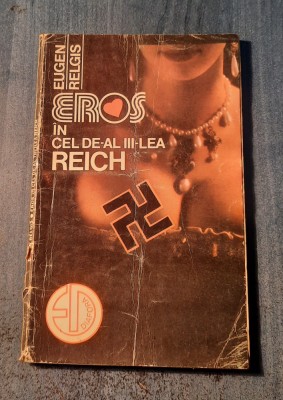 EUGEN
RELGIS
EROS
ÎN
CEL DE-AL III-LEA
REICH